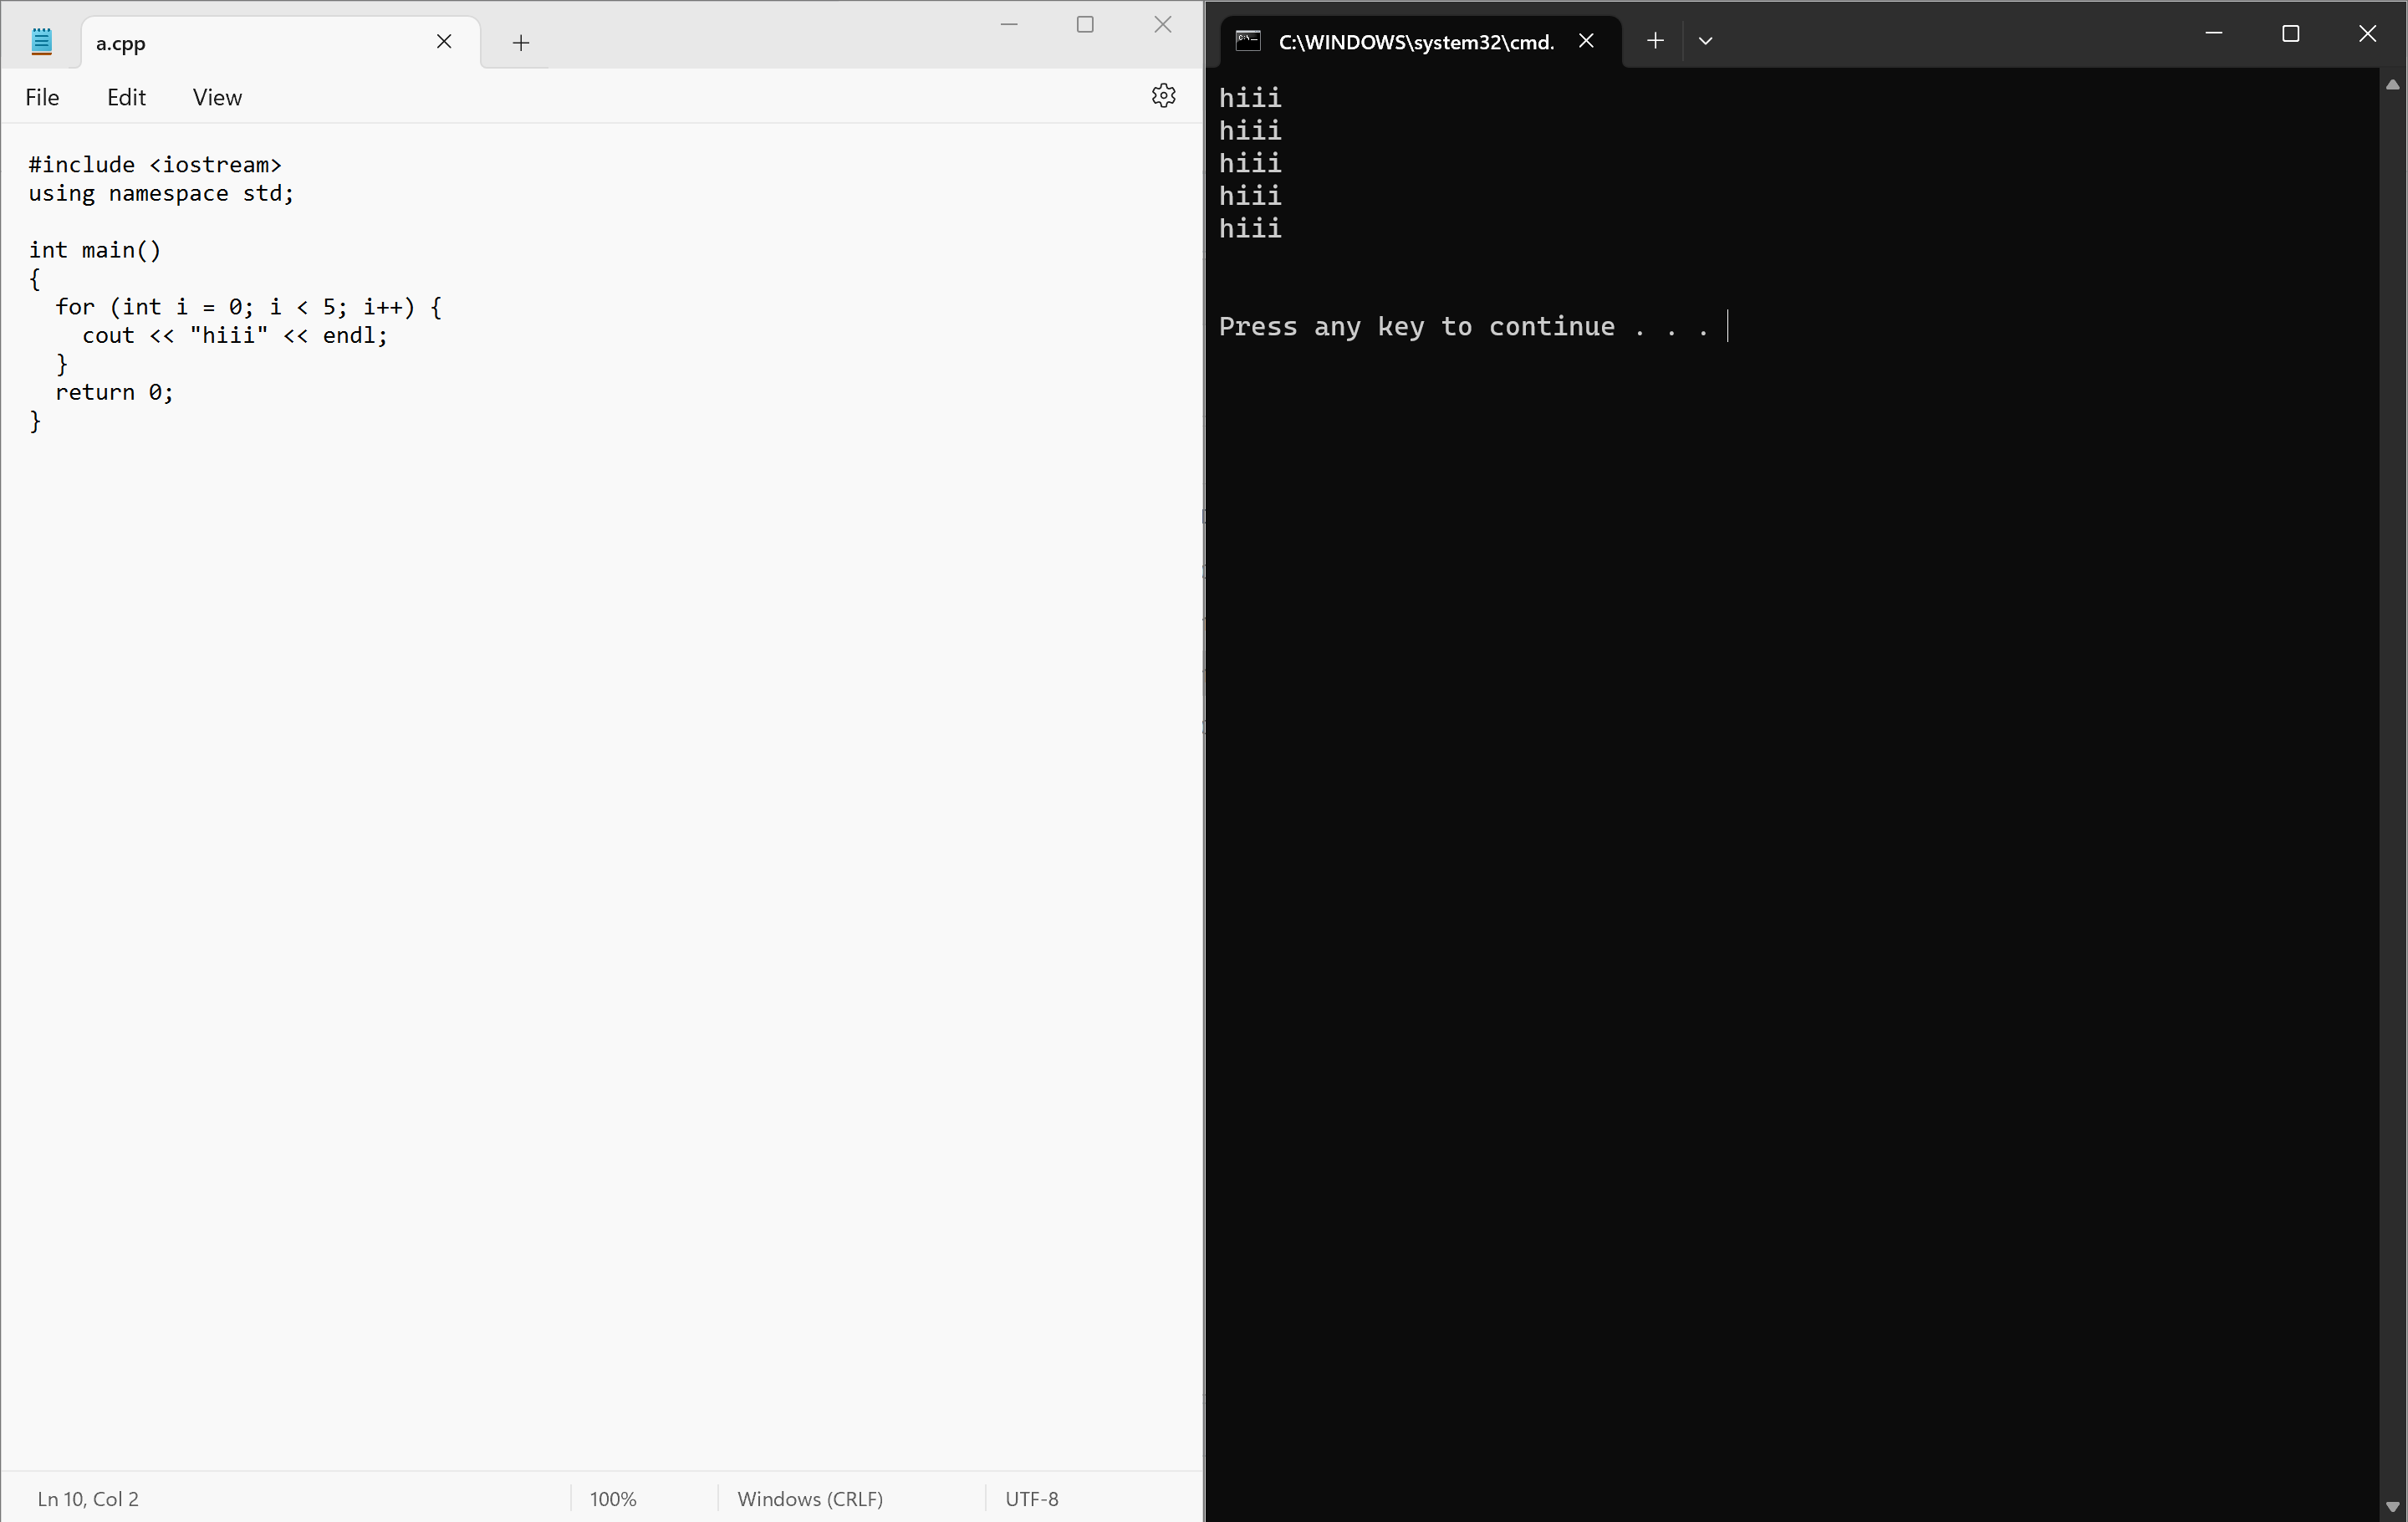 a.cpp
File Edit View
#include <iostream>
using namespace std;
int main()
{
  for (int i = 0; i < 5; i++) {
    cout << "hiii" << endl;
  }
  return 0;
}
Ln 10, Col 2 100% Windows (CRLF) UTF-8
C:\WINDOWS\system32\cmd.
hiii
hiii
hiii
hiii
hiii
Press any key to continue . . .